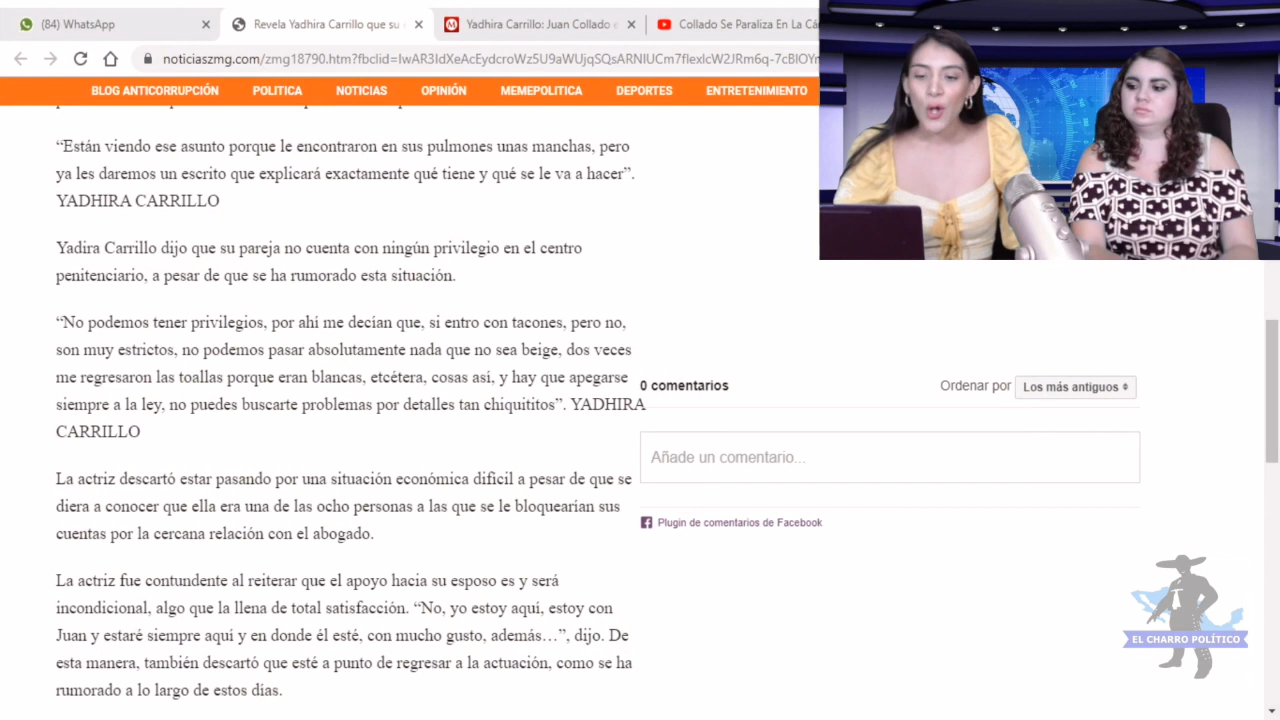 (84) WhatsApp
Revela Yadhira Carrillo que su
Yadhira Carrillo: Juan Collado e
Collado Se Paraliza En La Cá
noticiaszmg.com/zmg18790.htm?fbclid=
BLOG ANTICORRUPCIÓN POLITICA NOTICIAS OPINIÓN MEMEPOLITICA DEPORTES ENTRETENIMIENTO
“Están viendo ese asunto porque le encontraron en sus pulmones unas manchas, pero
ya les daremos un escrito que explicará exactamente qué tiene y qué se le va a hacer”.
YADHIRA CARRILLO
Yadira Carrillo dijo que su pareja no cuenta con ningún privilegio en el centro
penitenciario, a pesar de que se ha rumorado esta situación.
“No podemos tener privilegios, por ahí me decían que, si entro con tacones, pero no,
son muy estrictos, no podemos pasar absolutamente nada que no sea beige, dos veces
me regresaron las toallas porque eran blancas, etcétera, cosas así, y hay que apegarse
siempre a la ley, no puedes buscarte problemas por detalles tan chiquititos”. YADHIRA
CARRILLO
La actriz descartó estar pasando por una situación económica difícil a pesar de que se
diera a conocer que ella era una de las ocho personas a las que se le bloquearían sus
cuentas por la cercana relación con el abogado.
La actriz fue contundente al reiterar que el apoyo hacia su esposo es y será
incondicional, algo que la llena de total satisfacción. “No, yo estoy aquí, estoy con
Juan y estaré siempre aquí y en donde él esté, con mucho gusto, además…”, dijo. De
esta manera, también descartó que esté a punto de regresar a la actuación, como se ha
rumorado a lo largo de estos días.
0 comentarios
Ordenar por Los más antiguos
Añade un comentario...
Plugin de comentarios de Facebook
EL CHARRO POLÍTICO